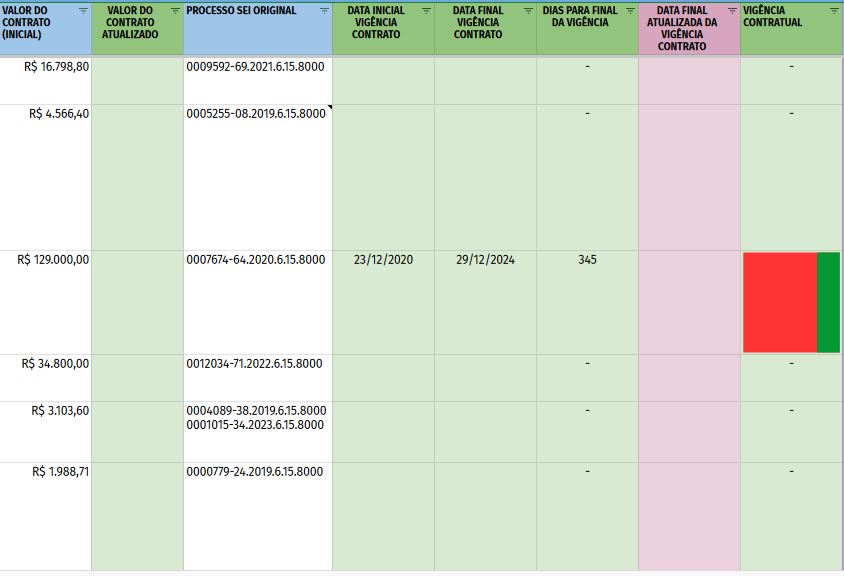 VALOR DO CONTRATO (INICIAL) VALOR DO CONTRATO ATUALIZADO PROCESSO SEI ORIGINAL DATA INICIAL VIGÊNCIA CONTRATO DATA FINAL VIGÊNCIA CONTRATO DIAS PARA FINAL DA VIGÊNCIA DATA FINAL ATUALIZADA DA VIGÊNCIA CONTRATO VIGÊNCIA CONTRATUAL
R$ 16.798,80 0009592-69.2021.6.15.8000 - -
R$ 4.566,40 0005255-08.2019.6.15.8000 - -
R$ 129.000,00 0007674-64.2020.6.15.8000 23/12/2020 29/12/2024 345
R$ 34.800,00 0012034-71.2022.6.15.8000 - -
R$ 3.103,60 0004089-38.2019.6.15.8000 - -
0001015-34.2023.6.15.8000
R$ 1.988,71 0000779-24.2019.6.15.8000 - -